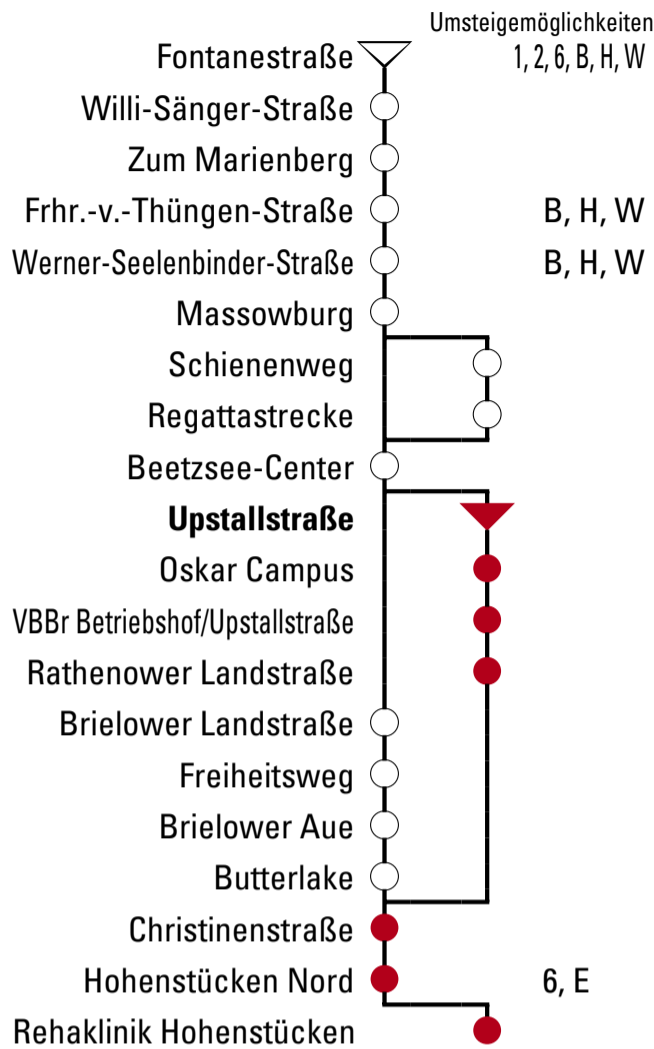 Umsteigemöglichkeiten
Fontanestraße 1, 2, 6, B, H, W
Willi-Sänger-Straße
Zum Marienberg
Frhr.-v.-Thüngen-Straße B, H, W
Werner-Seelenbinder-Straße B, H, W
Massowburg
Schienenweg
Regattastrecke
Beetzsee-Center
Upstallstraße
Oskar Campus
VBBr Betriebshof/Upstallstraße
Rathenower Landstraße
Brielower Landstraße
Freiheitsweg
Brielower Aue
Butterlake
Christinenstraße
Hohenstücken Nord 6, E
Rehaklinik Hohenstücken